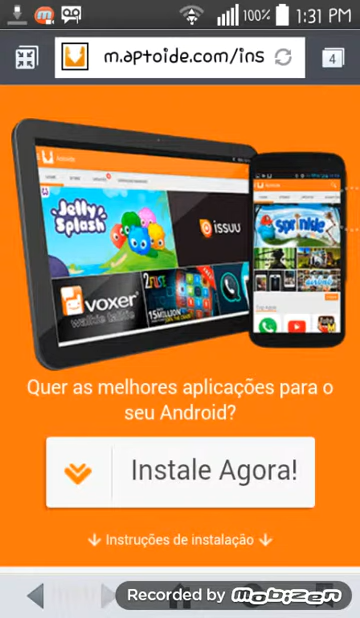 100% 1:31 PM
m.aptoide.com/ins
4
Jelly
Splash
issuu
voxer
walkie talkie
15MILLION
Sprinkle
Quer as melhores aplicações para o
seu Android?
Instale Agora!
Instruções de instalação
Recorded by mobizen